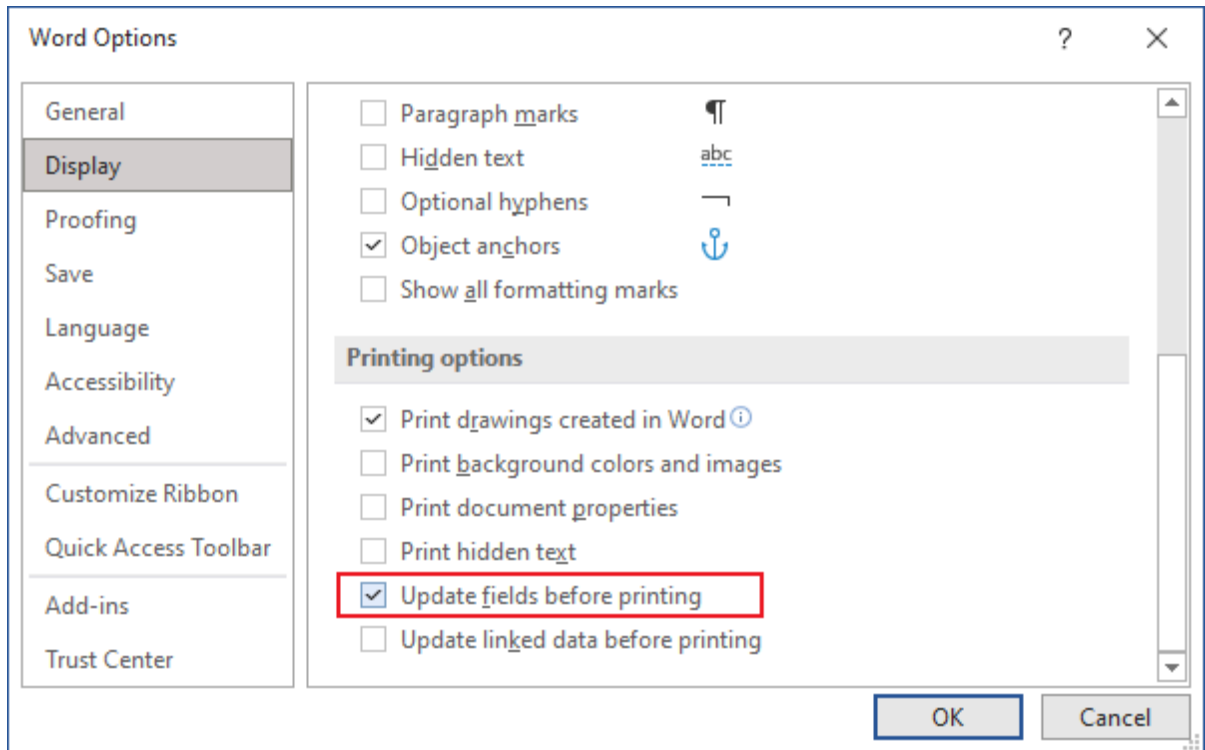 Word Options
?
General
Display
Proofing
Save
Language
Accessibility
Advanced
Customize Ribbon
Quick Access Toolbar
Add-ins
Trust Center
Paragraph marks ¶
Hidden text abc
Optional hyphens
Object anchors
Show all formatting marks
Printing options
Print drawings created in Word
Print background colors and images
Print document properties
Print hidden text
Update fields before printing
Update linked data before printing
OK
Cancel